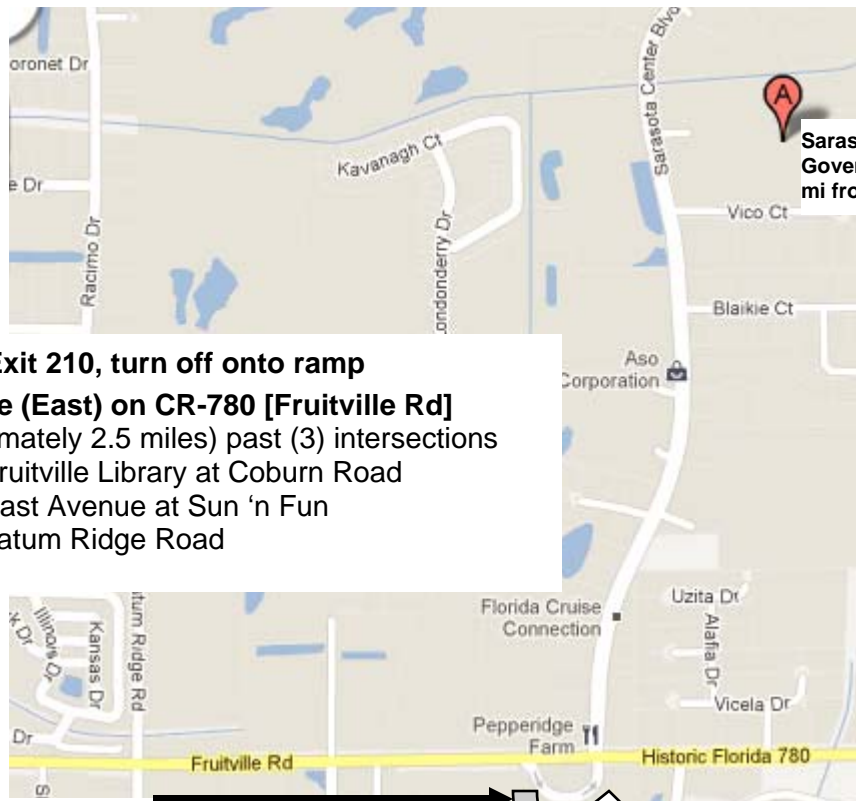 oronet Dr
Sarasota Center Blvd
A
Kavanagh Ct
Saras
Gover
mi fro
e Dr
Racimo Dr
Londonderry Dr
Vico Ct
Blaikie Ct
Exit 210, turn off onto ramp
Aso
Corporation
e (East) on CR-780 [Fruitville Rd]
mately 2.5 miles) past (3) intersections
ruitville Library at Coburn Road
ast Avenue at Sun ‘n Fun
atum Ridge Road
Uzita Dr
Florida Cruise
Connection
Alafia Dr
k Dr
Illinois Dr
Kansas Dr
tum Ridge Rd
Vicela Dr
Pepperidge
Farm
Dr
Fruitville Rd
Historic Florida 780